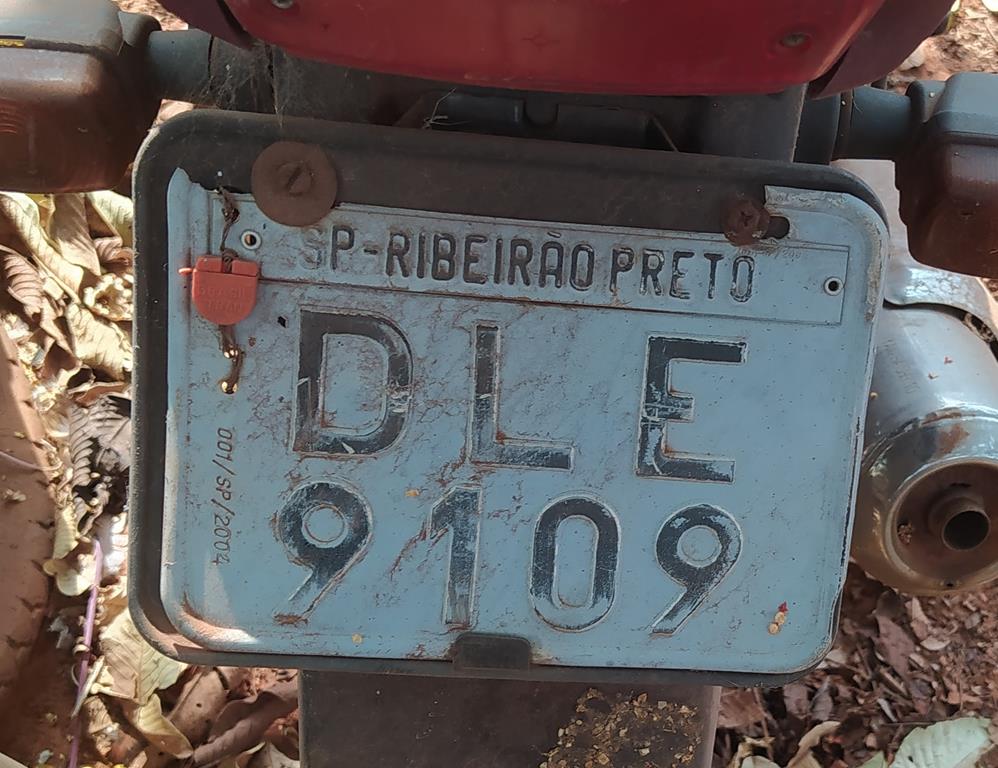 SP-RIBEIRÃO PRETO
DLE
9109
001/SP/2004